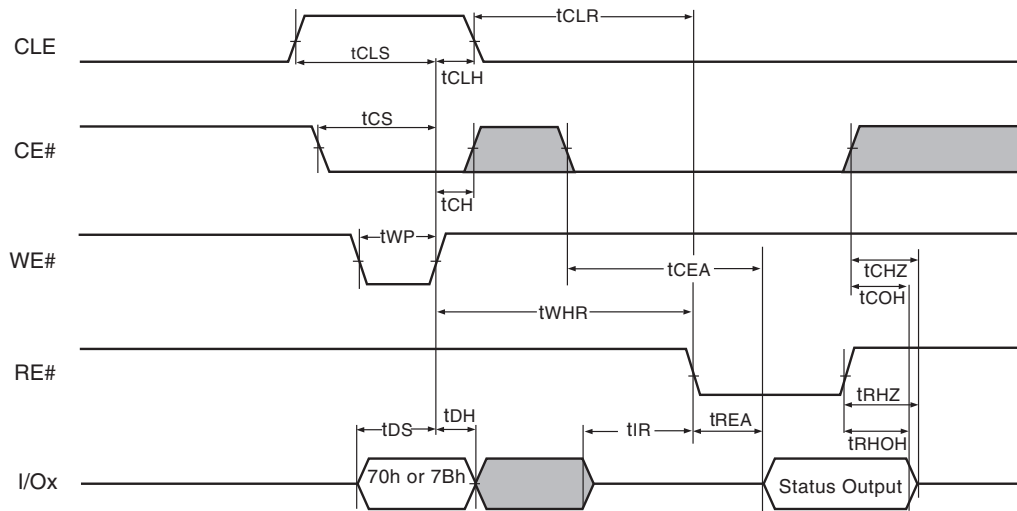 tCLR
CLE
tCLS
tCLH
tCS
CE#
tCH
tWP
WE#
tCEA
tCHZ
tCOH
tWHR
RE#
tRHZ
tDH
tDS
tIR
tREA
tRHOH
70h or 7Bh
I/Ox
Status Output